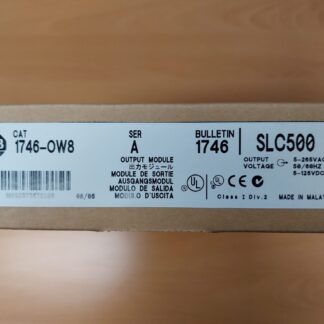 CAT
1746-OW8
SER
A
BULLETIN
1746
SLC500
OUTPUT MODULE
出力モジュール
MODULE DE SORTIE
AUSGANGSMODUL
MODULO DE SALIDA
MODULO D'USCITA
OUTPUT
VOLTAGE
5-265VAC
50/60HZ
5-125VDC
UL
Class I Div.2
MADE IN MALAY